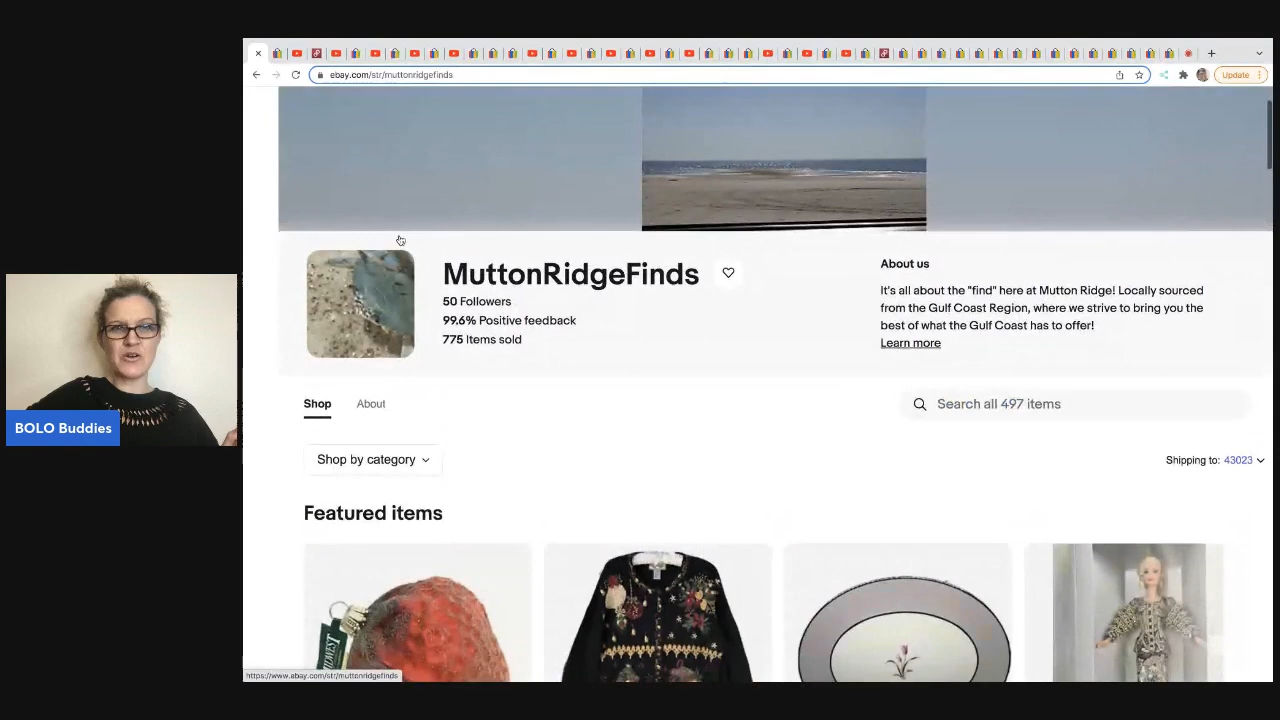 ebay.com/str/muttonridgefinds
Update
MuttonRidgeFinds
50 Followers
99.6% Positive feedback
775 Items sold
About us
It's all about the "find" here at Mutton Ridge! Locally sourced
from the Gulf Coast Region, where we strive to bring you the
best of what the Gulf Coast has to offer!
Learn more
BOLO Buddies
Shop
About
Search all 497 items
Shop by category
Shipping to: 43023
Featured items
MIDWEST
https://www.ebay.com/str/muttonridgefinds